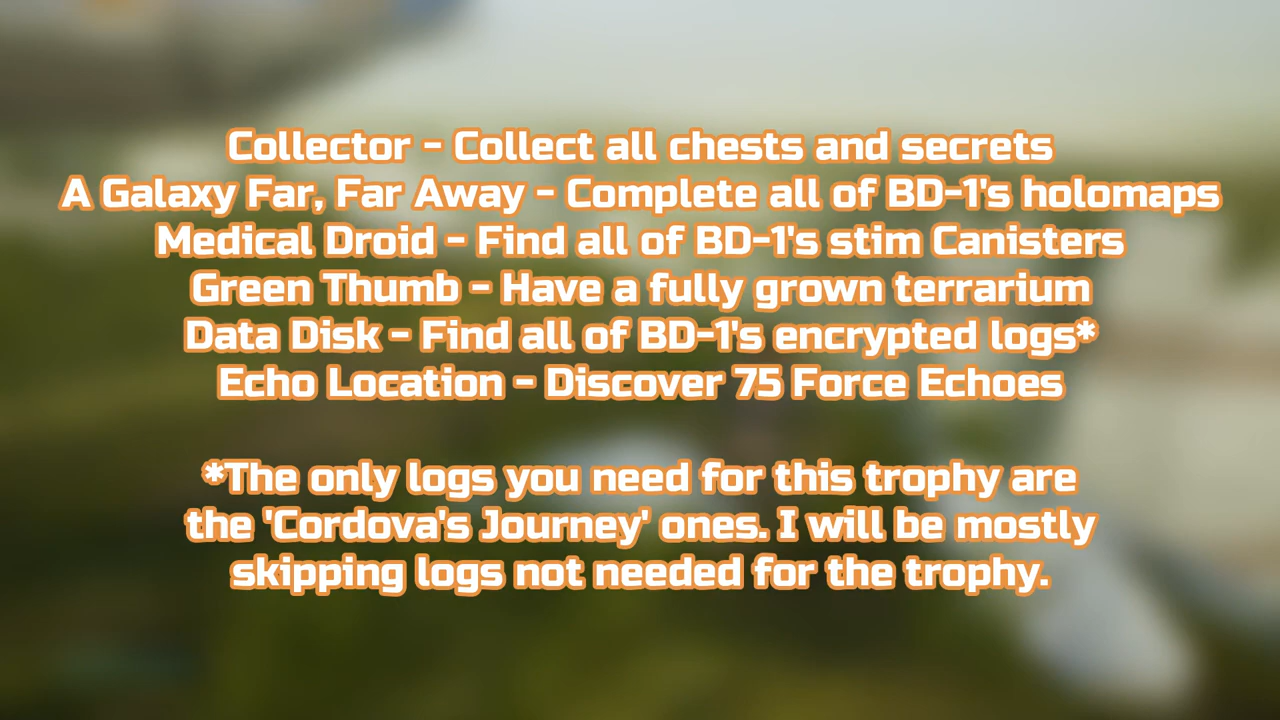 Collector - Collect all chests and secrets
A Galaxy Far, Far Away - Complete all of BD-1's holomaps
Medical Droid - Find all of BD-1's stim Canisters
Green Thumb - Have a fully grown terrarium
Data Disk - Find all of BD-1's encrypted logs*
Echo Location - Discover 75 Force Echoes
*The only logs you need for this trophy are
the 'Cordova's Journey' ones. I will be mostly
skipping logs not needed for the trophy.